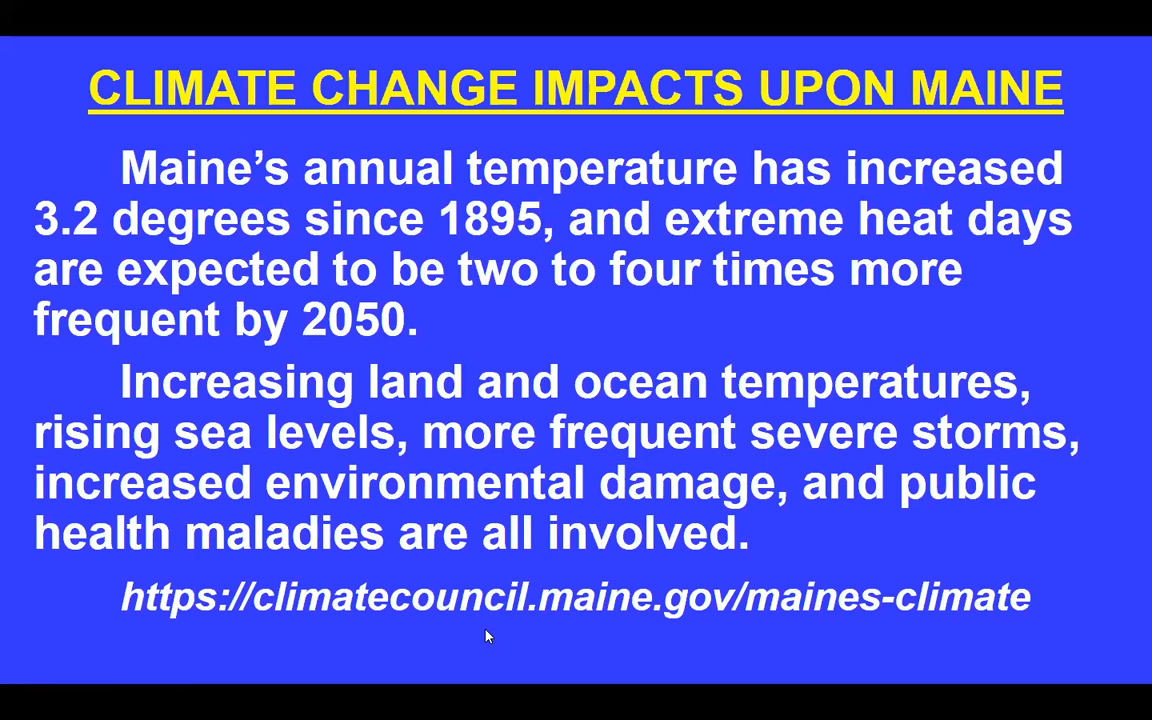 CLIMATE CHANGE IMPACTS UPON MAINE
Maine’s annual temperature has increased
3.2 degrees since 1895, and extreme heat days
are expected to be two to four times more
frequent by 2050.
Increasing land and ocean temperatures,
rising sea levels, more frequent severe storms,
increased environmental damage, and public
health maladies are all involved.
https://climatecouncil.maine.gov/maines-climate